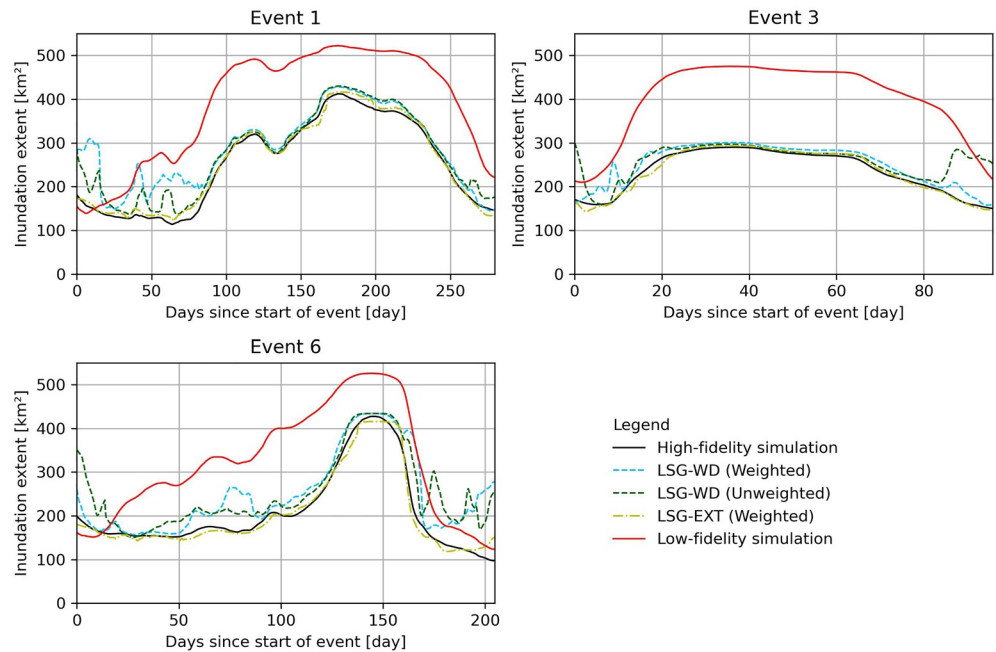 Event 1
Inundation extent [km²]
500
400
300
200
100
0
0 50 100 150 200 250
Days since start of event [day]
Event 3
Inundation extent [km²]
500
400
300
200
100
0
0 20 40 60 80
Days since start of event [day]
Event 6
Inundation extent [km²]
500
400
300
200
100
0
0 50 100 150 200
Days since start of event [day]
Legend
High-fidelity simulation
LSG-WD (Weighted)
LSG-WD (Unweighted)
LSG-EXT (Weighted)
Low-fidelity simulation